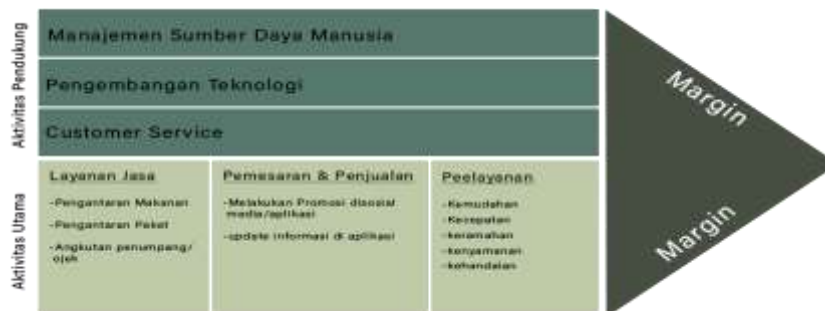 Aktivitas Pendukung
Manajemen Sumber Daya Manusia
Pengembangan Teknologi
Customer Service
Aktivitas Utama
Layanan Jasa
-Pengantaran Makanan
-Pengantaran Paket
-Angkutan penumpang/
ojek
Pemesaran & Penjualan
-Melakukan Promosi disosial
media/aplikasi
-update informasi di aplikasi
Peelayanan
-Kemudahan
-Kecepatan
-keramahan
-kenyamanan
-kehandalan
Margin
Margin